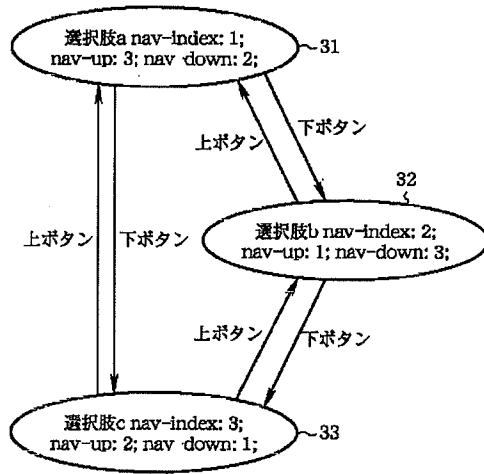 選択肢a nav-index: 1;
nav-up: 3; nav-down: 2;
31
上ボタン
下ボタン
32
選択肢b nav-index: 2;
nav-up: 1; nav-down: 3;
上ボタン
下ボタン
上ボタン
下ボタン
選択肢c nav-index: 3;
nav-up: 2; nav-down: 1;
33